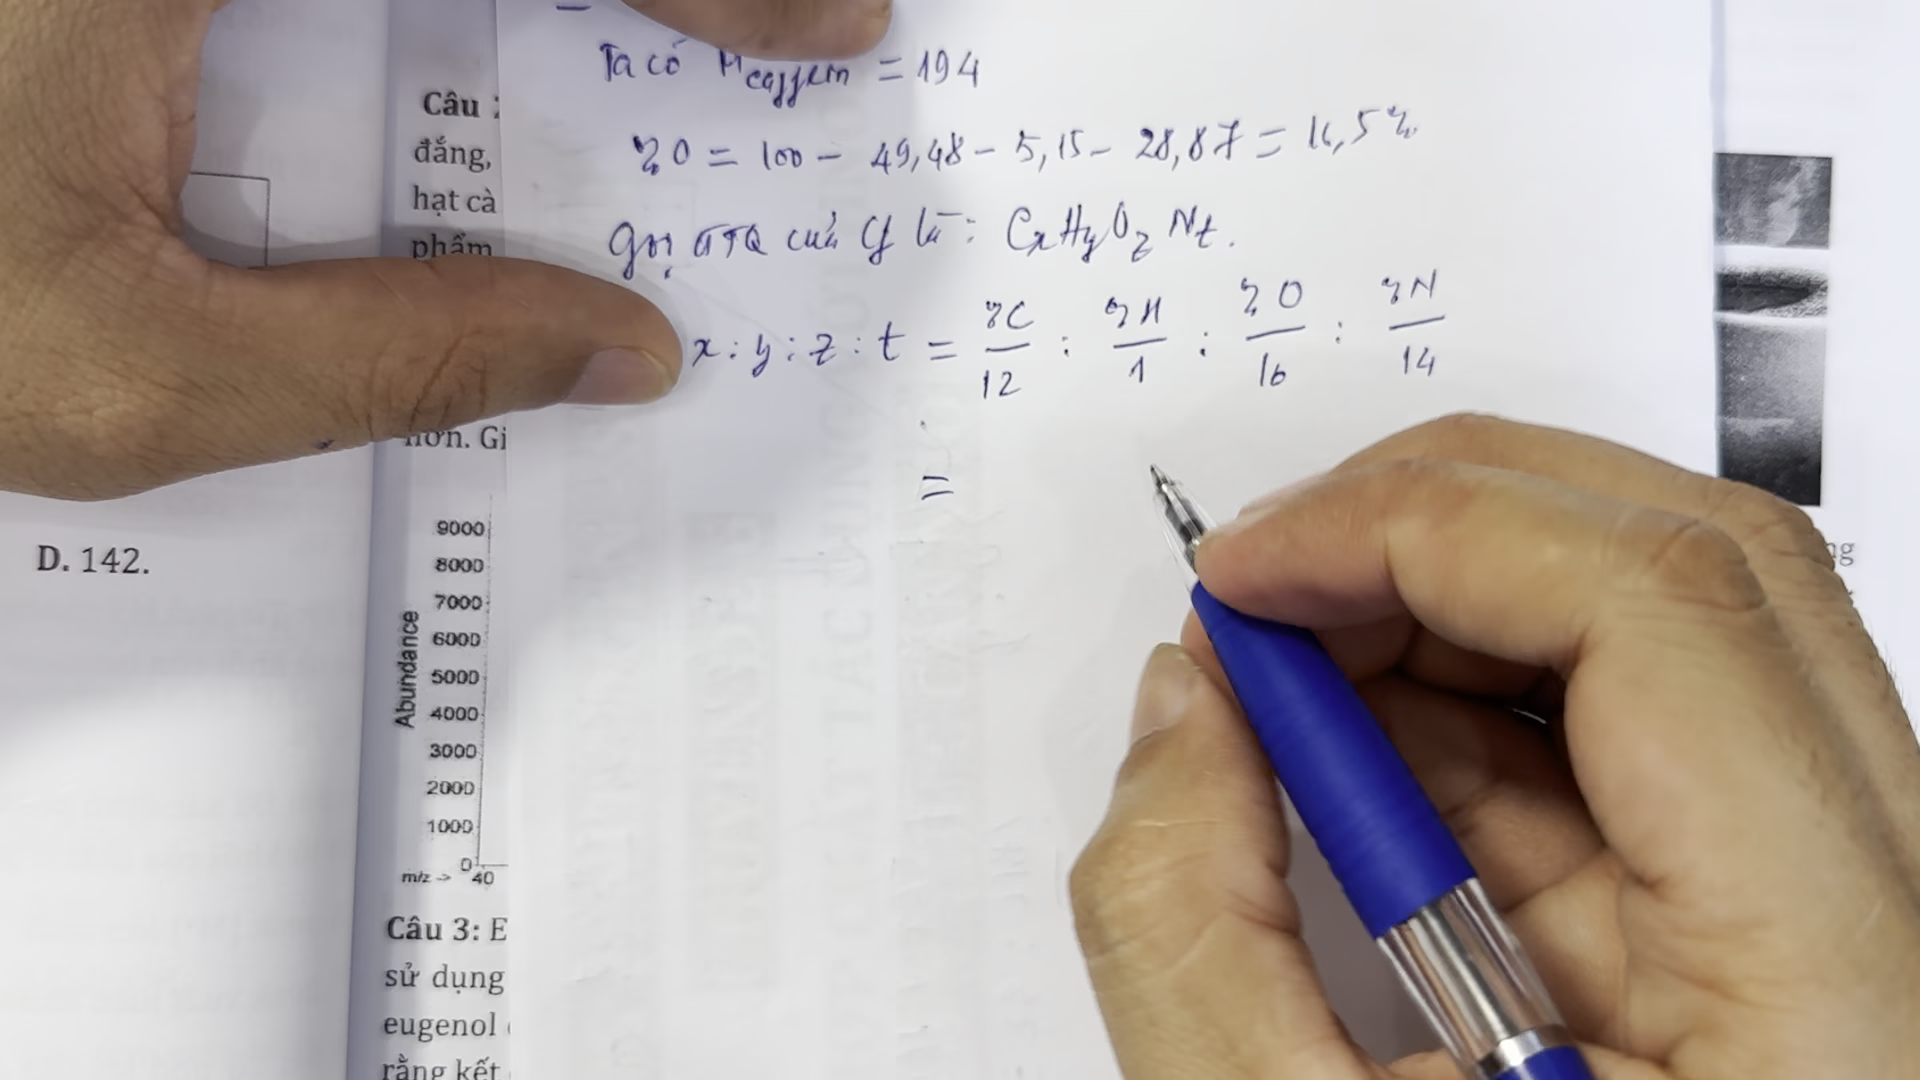 Ta có M caffein = 194
%O = 100 - 49,48 - 5,15 - 28,87 = 16,5%
Gọi CTTQ của là: CxHyOzNt.
x : y : z : t = %C/12 : %H/1 : %O/16 : %N/14
=
Câu
đắng,
hạt cà
phẩm
hơn. Gi
D. 142.
Abundance
9000
8000
7000
6000
5000
4000
3000
2000
1000
0
m/z -> 40
Câu 3: E
sử dụng
eugenol
rằng kết